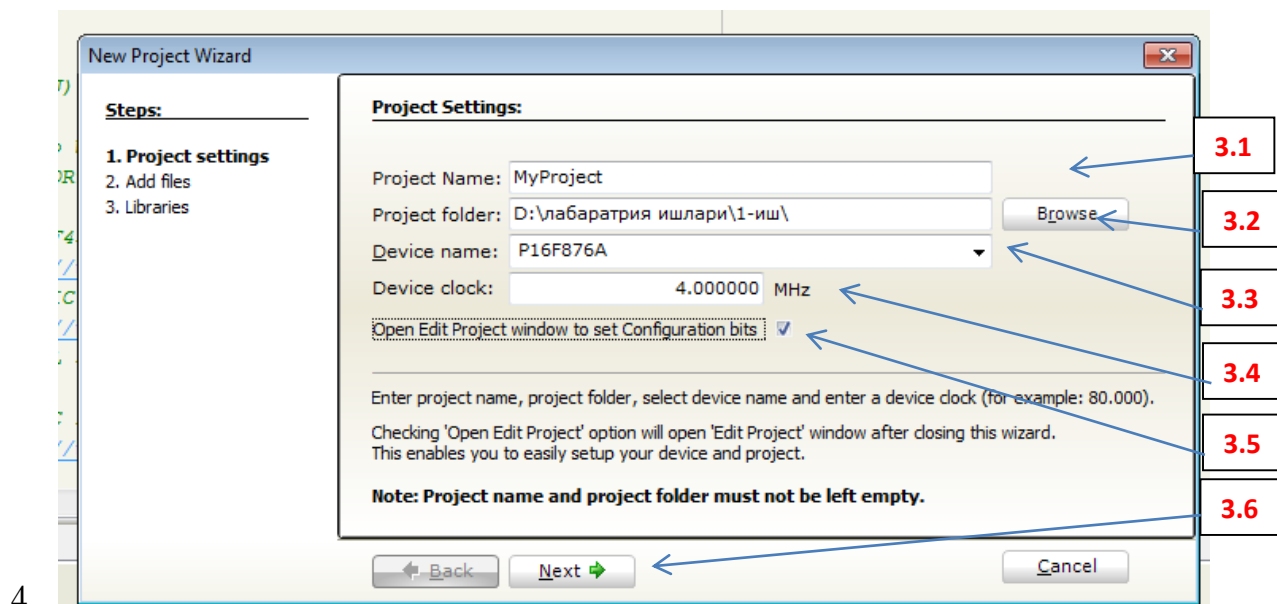 New Project Wizard
Steps:
1. Project settings
2. Add files
3. Libraries
Project Settings:
Project Name: MyProject
Project folder: D:\лабаратрия ишлари\1-иш\ Browse
Device name: P16F876A
Device clock: 4.000000 MHz
Open Edit Project window to set Configuration bits
Enter project name, project folder, select device name and enter a device clock (for example: 80.000).
Checking 'Open Edit Project' option will open 'Edit Project' window after closing this wizard.
This enables you to easily setup your device and project.
Note: Project name and project folder must not be left empty.
Back Next Cancel
3.1
3.2
3.3
3.4
3.5
3.6
4